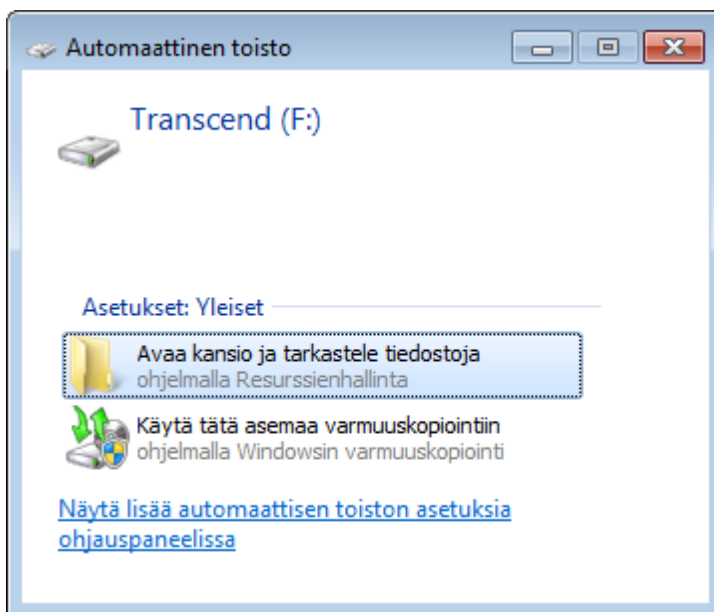 Automaattinen toisto
Transcend (F:)
Asetukset: Yleiset
Avaa kansio ja tarkastele tiedostoja
ohjelmalla Resurssienhallinta
Käytä tätä asemaa varmuuskopiointiin
ohjelmalla Windowsin varmuuskopiointi
Näytä lisää automaattisen toiston asetuksia
ohjauspaneelissa